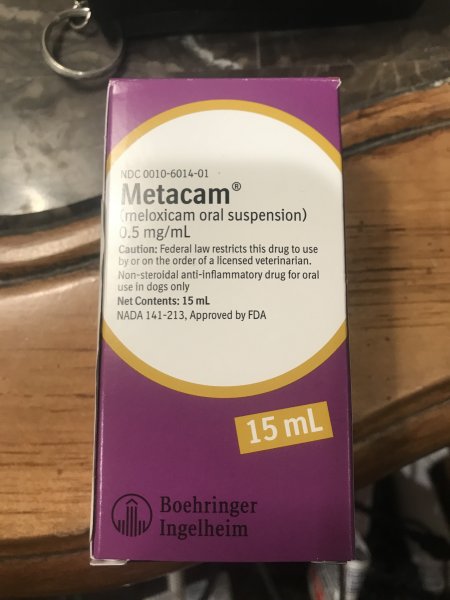 NDC 0010-6014-01
Metacam®
(meloxicam oral suspension)
0.5 mg/mL
Caution: Federal law restricts this drug to use
by or on the order of a licensed veterinarian.
Non-steroidal anti-inflammatory drug for oral
use in dogs only
Net Contents: 15 mL
NADA 141-213, Approved by FDA
15 mL
Boehringer
Ingelheim